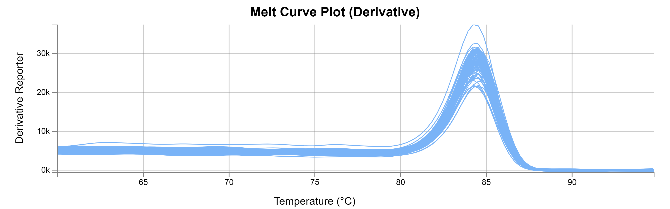 Melt Curve Plot (Derivative)
Derivative Reporter
30k
20k
10k
0k
65 70 75 80 85 90
Temperature (°C)